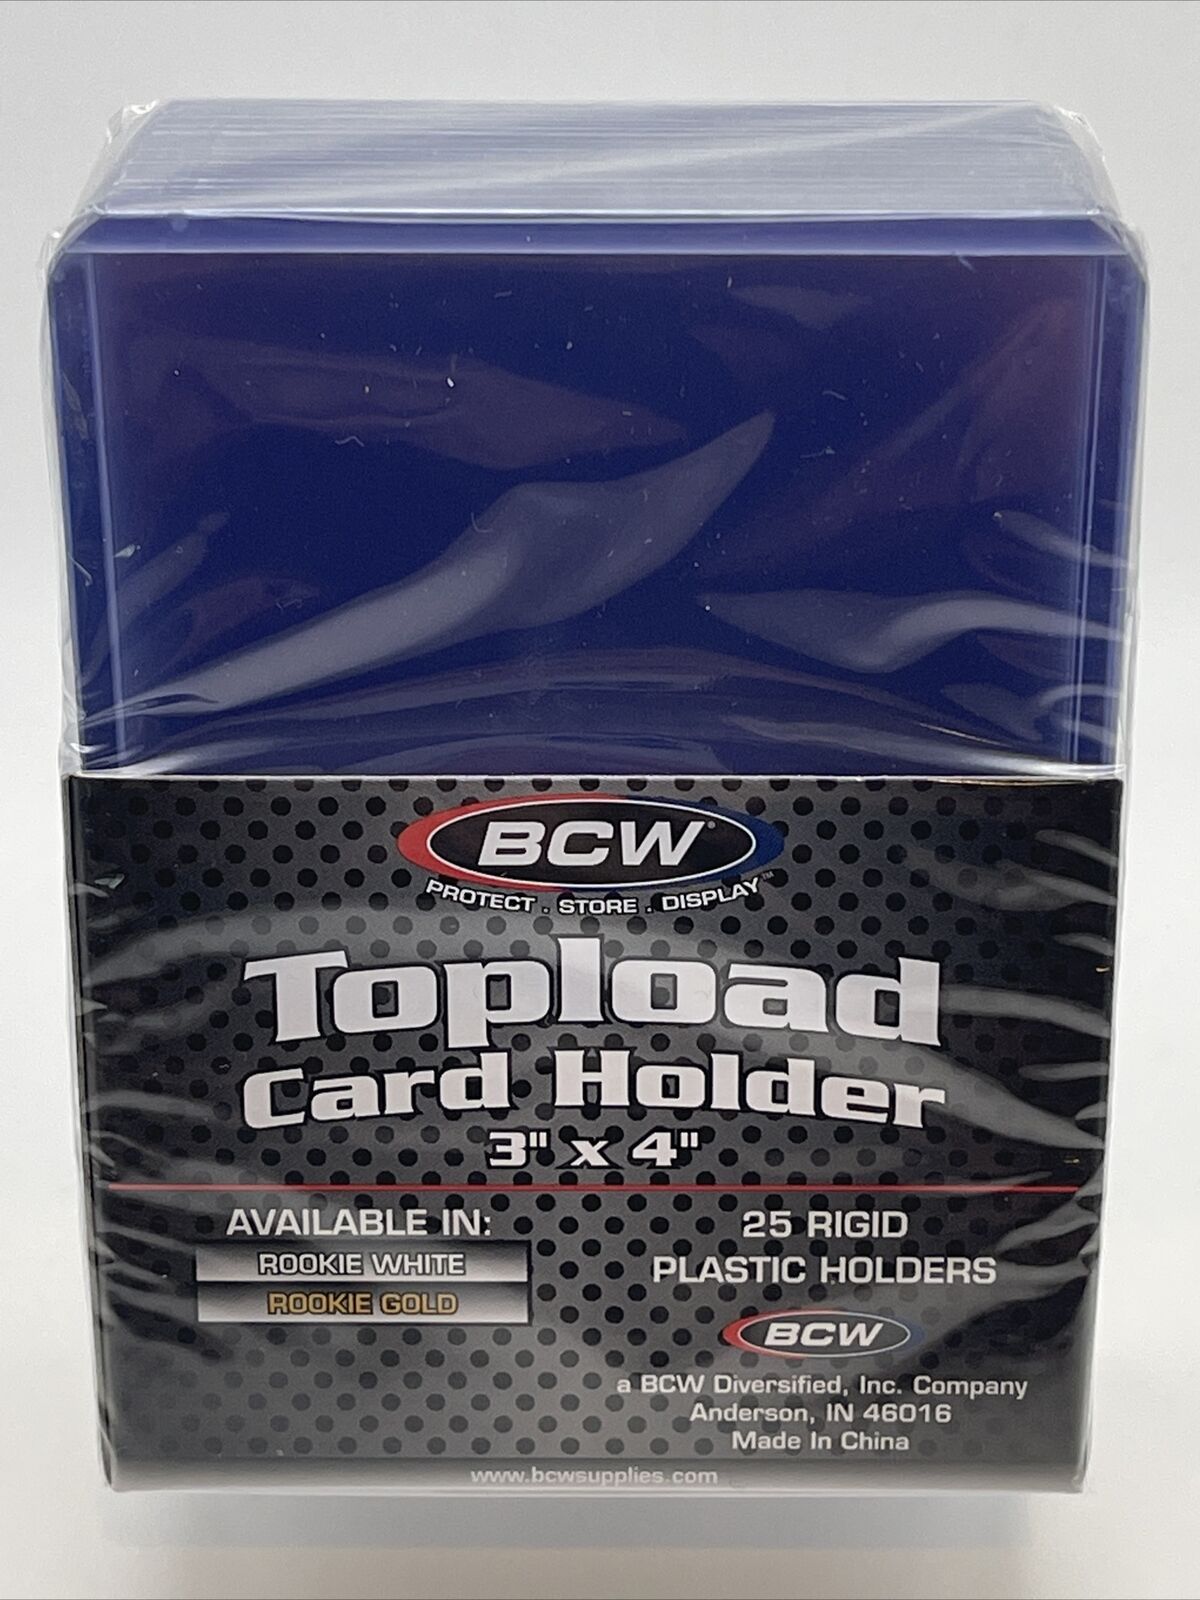 BCW®
PROTECT . STORE . DISPLAY™
Topload
Card Holder
3" x 4"
AVAILABLE IN:
ROOKIE WHITE
ROOKIE GOLD
25 RIGID
PLASTIC HOLDERS
BCW
a BCW Diversified, Inc. Company
Anderson, IN 46016
Made In China
www.bcwsupplies.com